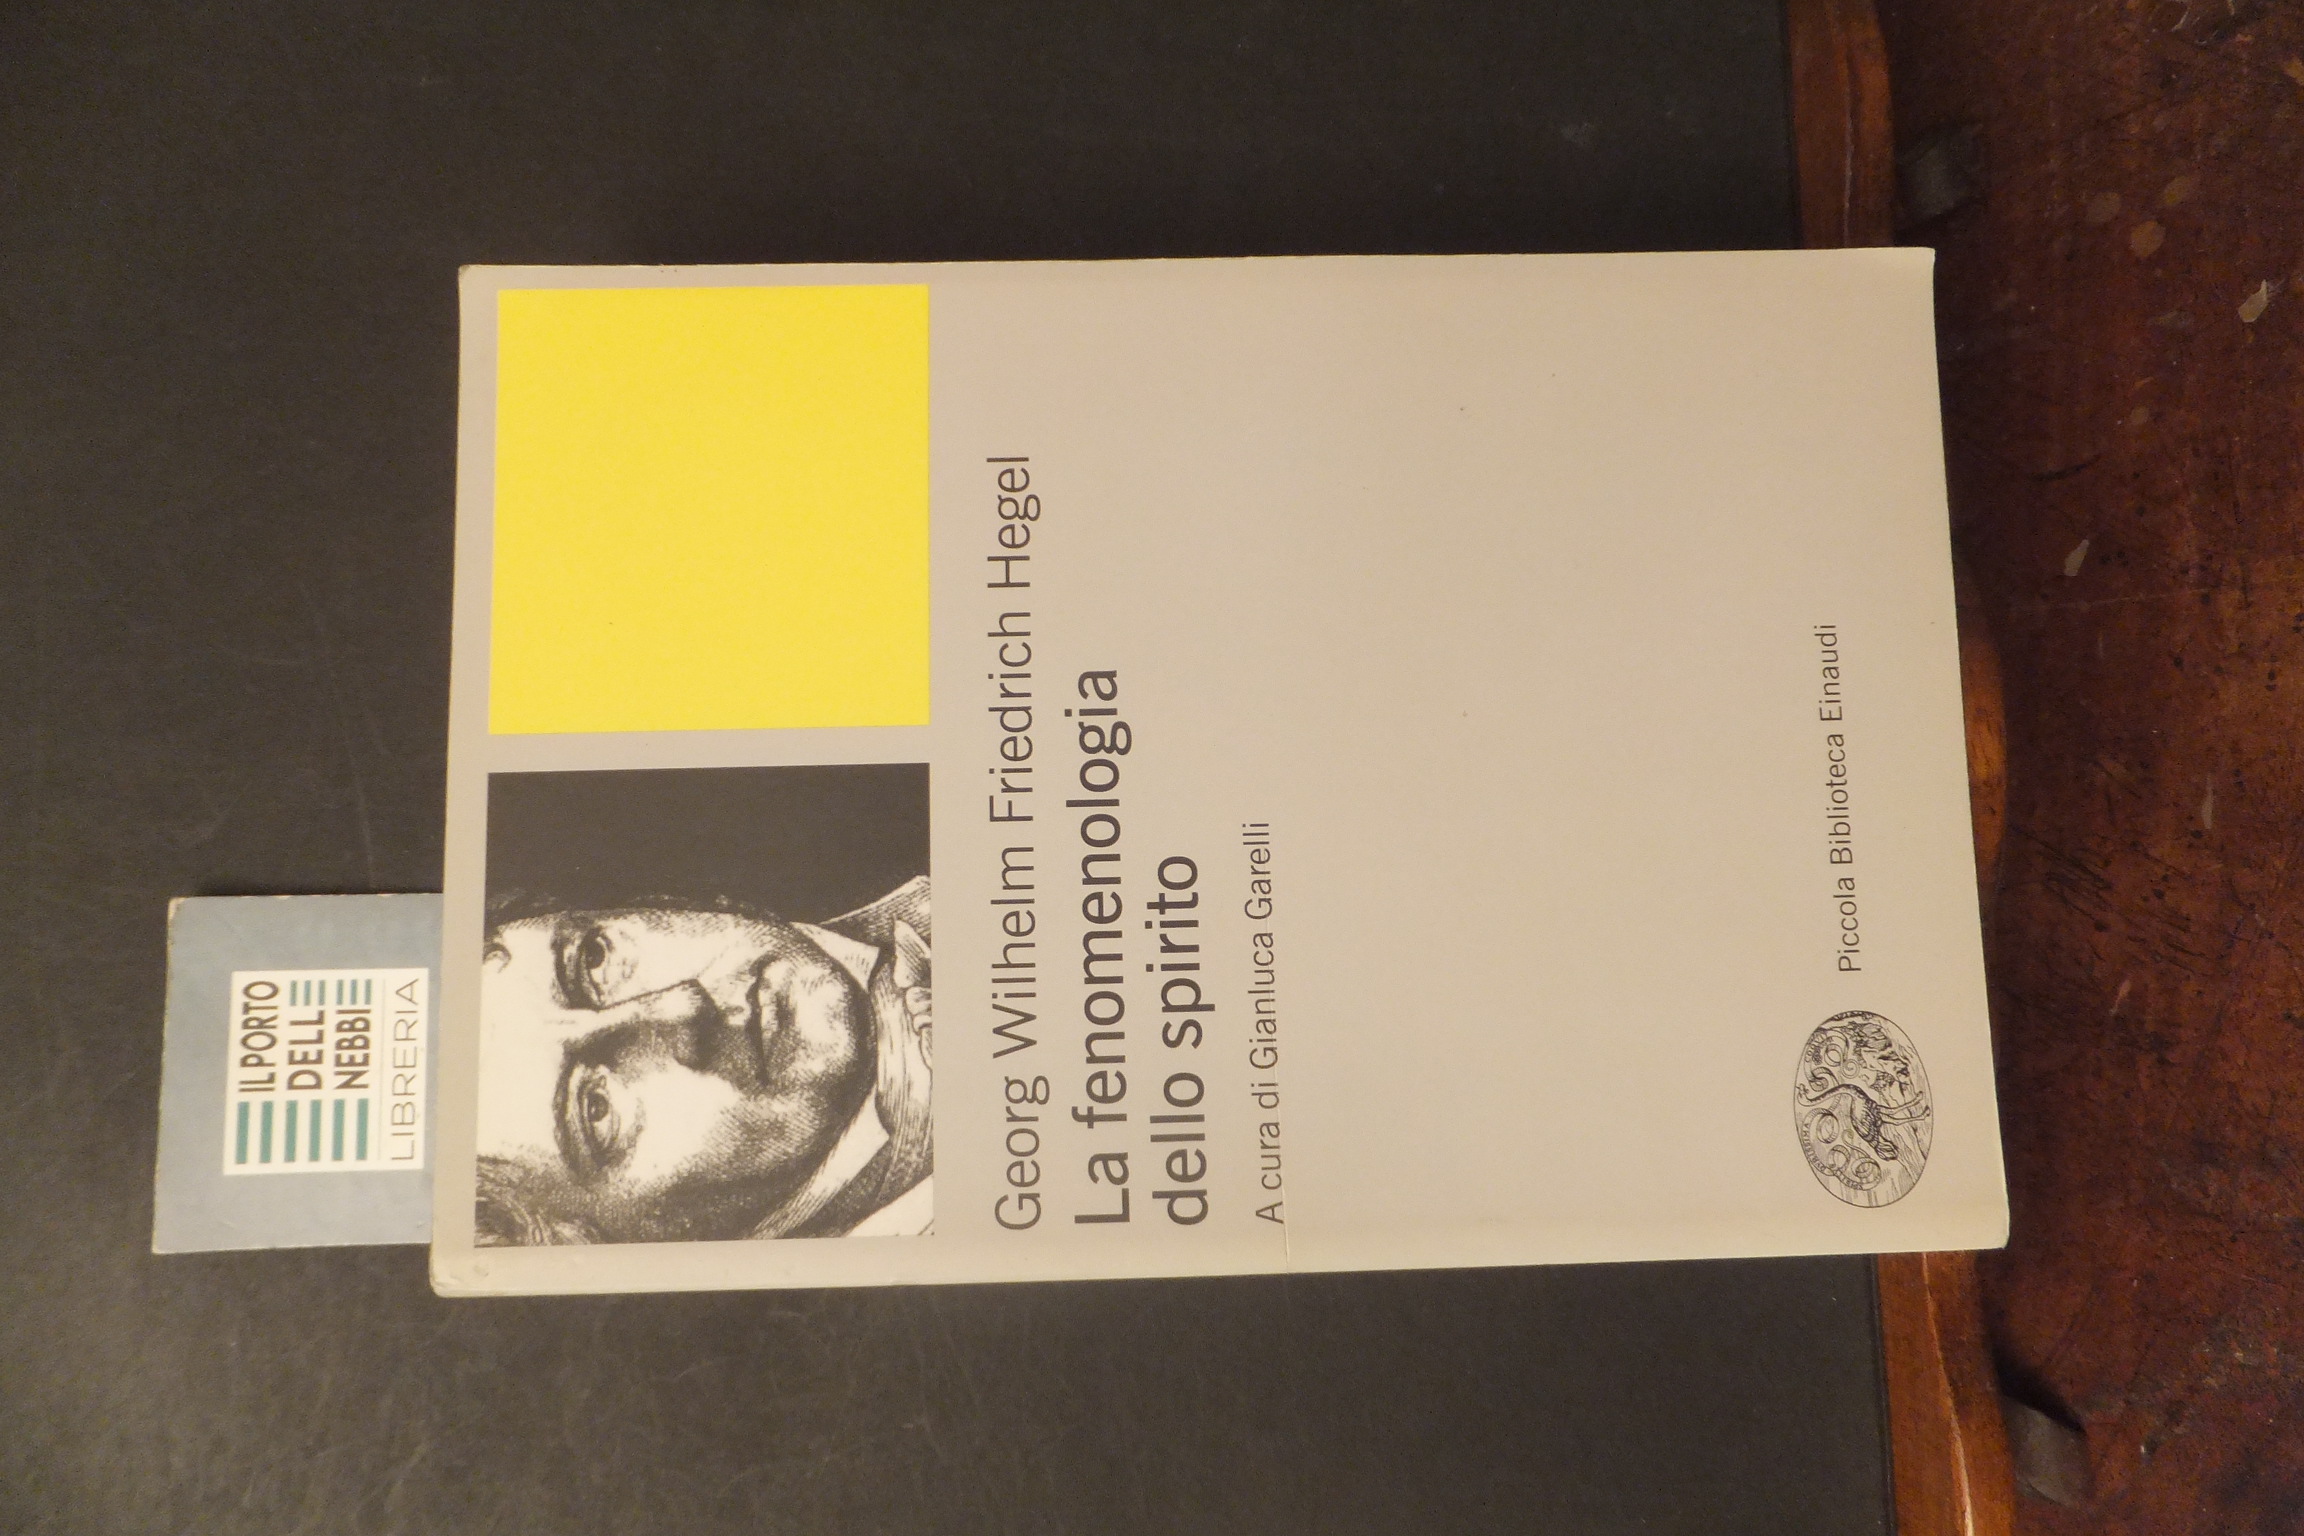 IL PORTO
DELLE
NEBBIE
LIBRERIA
Georg Wilhelm Friedrich Hegel
La fenomenologia
dello spirito
A cura di Gianluca Garelli
Piccola Biblioteca Einaudi